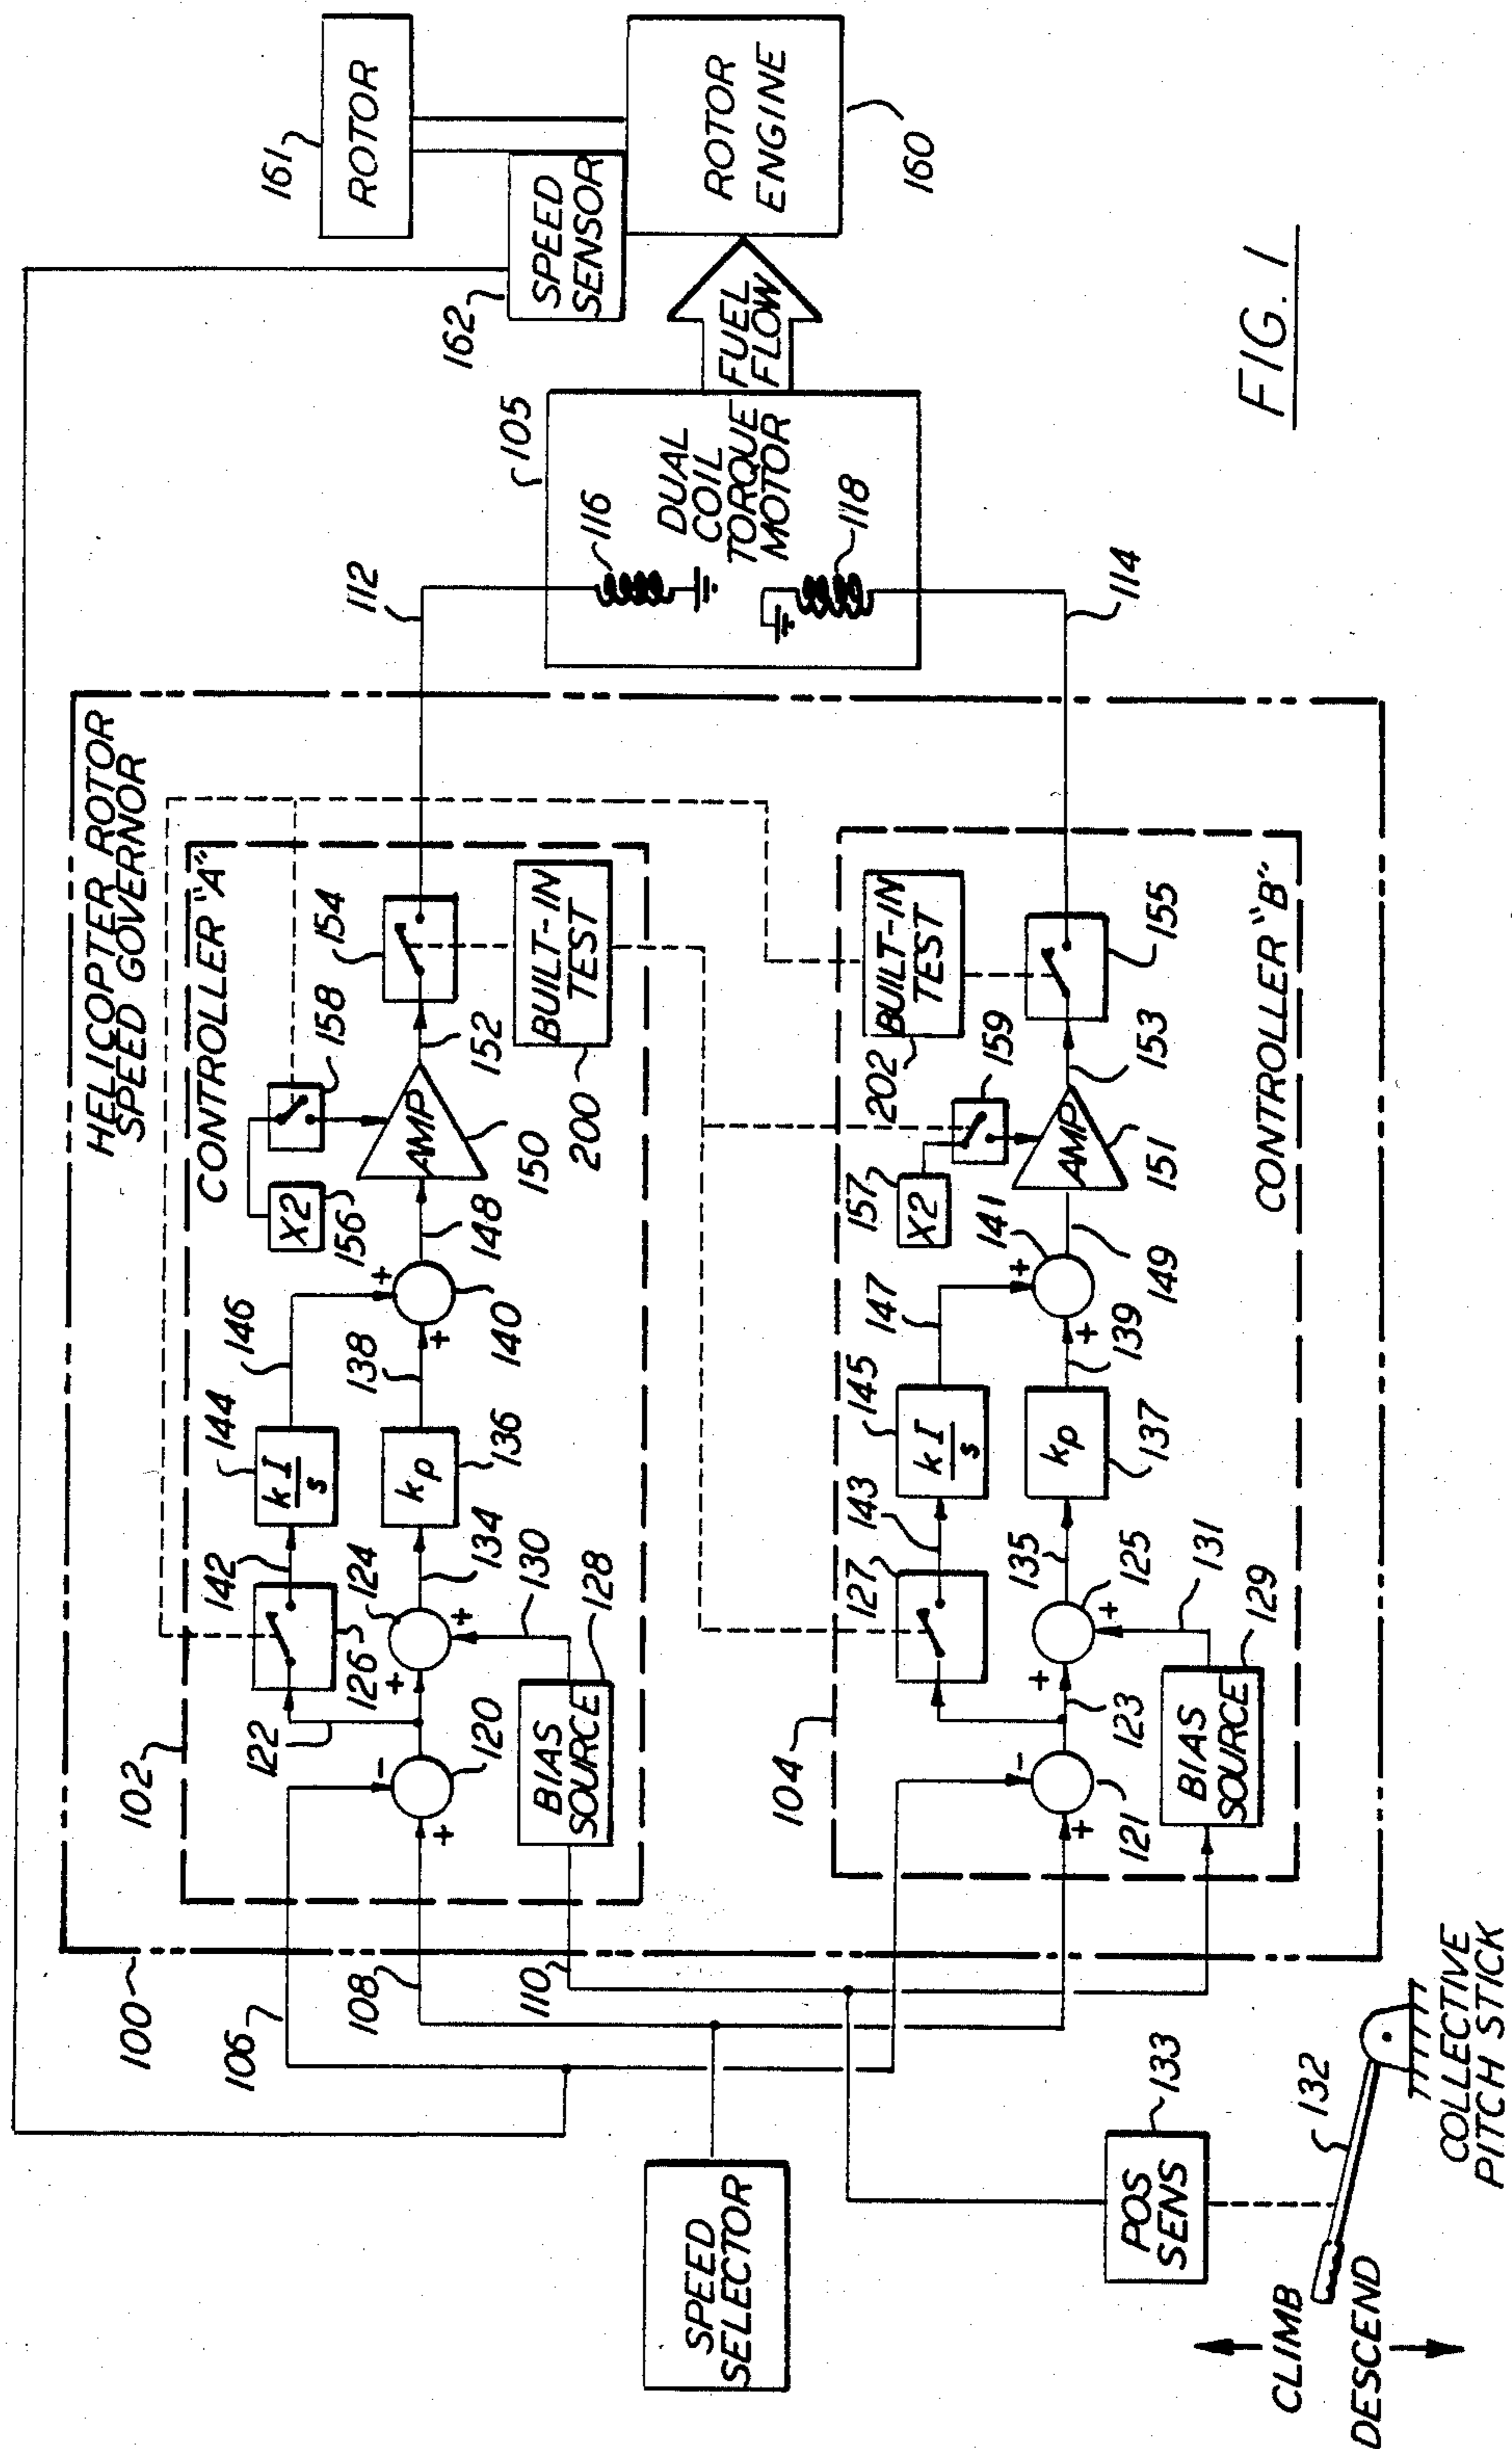 HELICOPTER ROTOR
SPEED GOVERNOR
100
CONTROLLER "A"
102
106
108
110
122
120
+
-
126
124
+
+
142
144
kI
s
146
134
136
kp
138
130
128
BIAS
SOURCE
140
+
+
148
X2
156
158
AMP
150
152
154
200
BUILT-IN
TEST
112
105
116
DUAL
COIL
TORQUE
MOTOR
118
114
FUEL
FLOW
161
ROTOR
162
SPEED
SENSOR
ROTOR
ENGINE
160
CONTROLLER "B"
104
121
+
-
123
127
125
+
+
143
145
kI
s
147
135
137
kp
139
131
129
BIAS
SOURCE
141
+
+
149
157
X2
159
AMP
151
153
155
202
BUILT-IN
TEST
SPEED
SELECTOR
POS
SENS
133
132
CLIMB
DESCEND
COLLECTIVE
PITCH STICK
FIG. 1